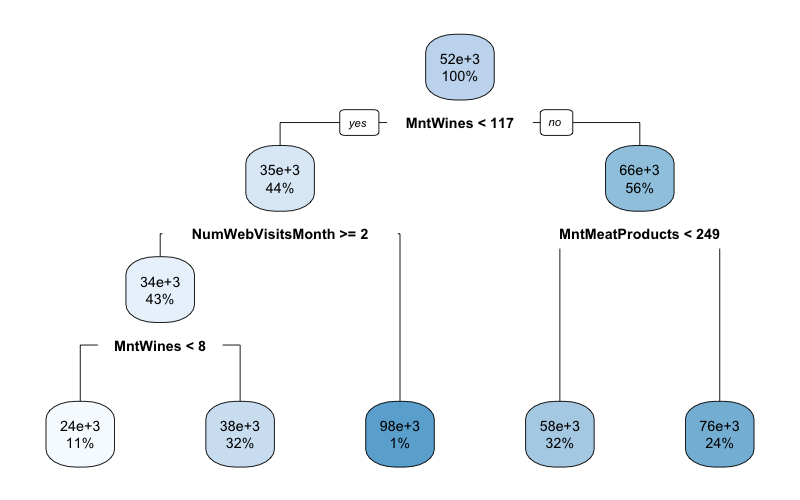 52e+3
100%
yes
MntWines < 117
no
35e+3
44%
66e+3
56%
NumWebVisitsMonth >= 2
MntMeatProducts < 249
34e+3
43%
MntWines < 8
24e+3
11%
38e+3
32%
98e+3
1%
58e+3
32%
76e+3
24%